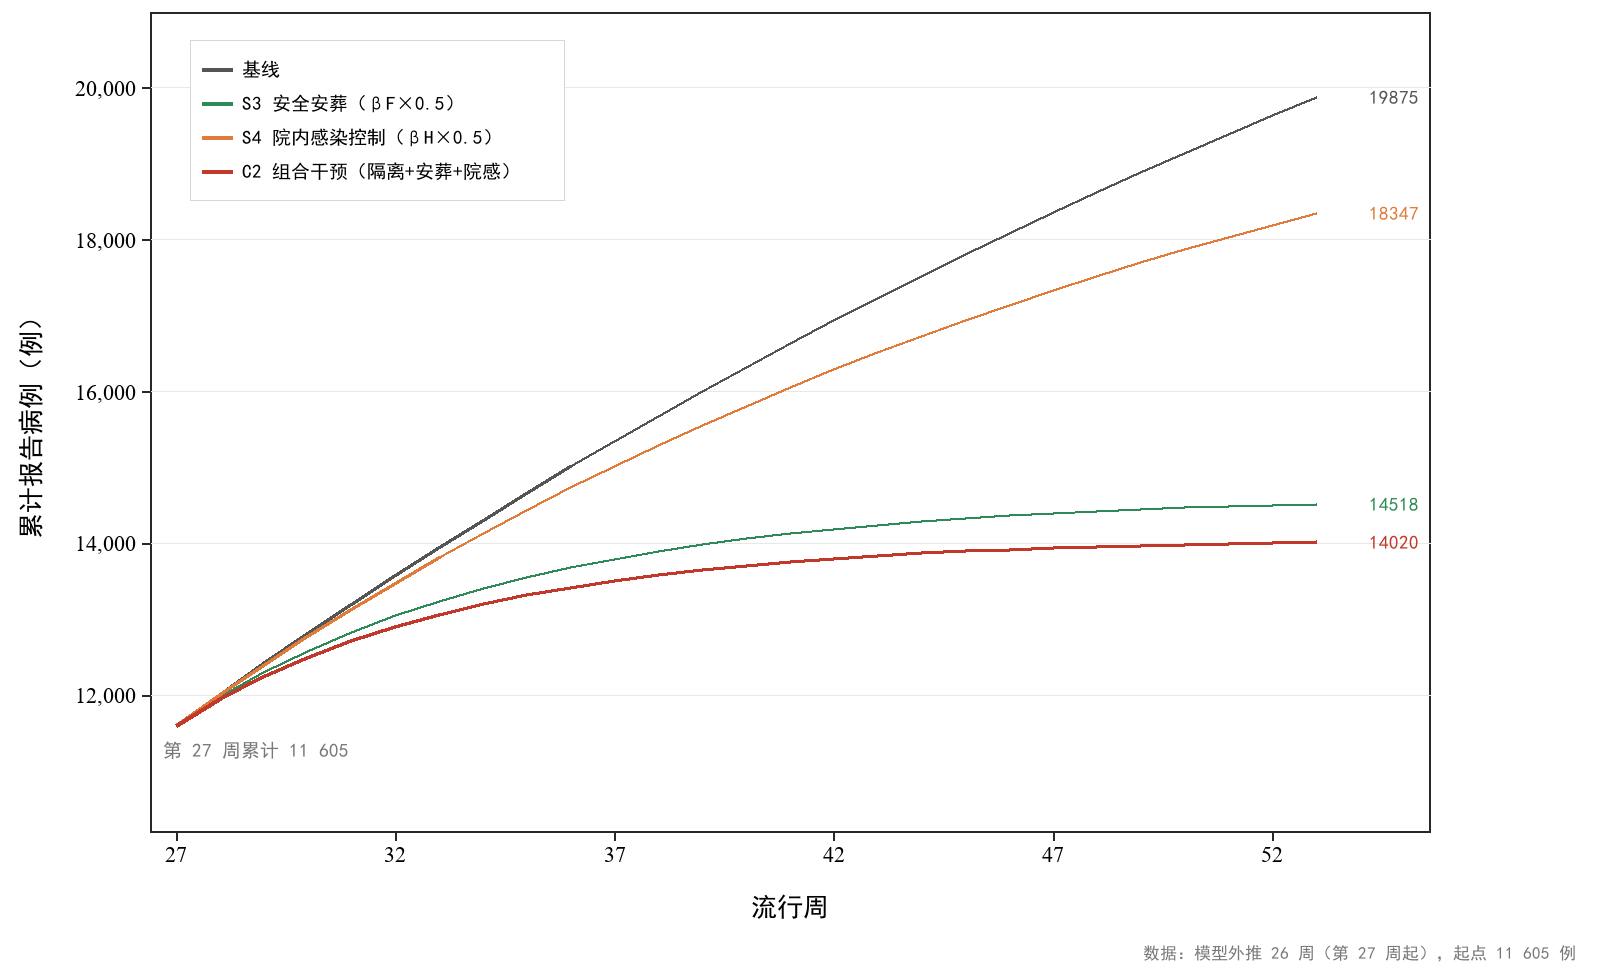 基线
S3 安全安葬（βF×0.5）
S4 院内感染控制（βH×0.5）
C2 组合干预（隔离+安葬+院感）
20,000
18,000
16,000
14,000
12,000
累计报告病例（例）
19875
18347
14518
14020
第 27 周累计 11 605
27 32 37 42 47 52
流行周
数据：模型外推 26 周（第 27 周起），起点 11 605 例